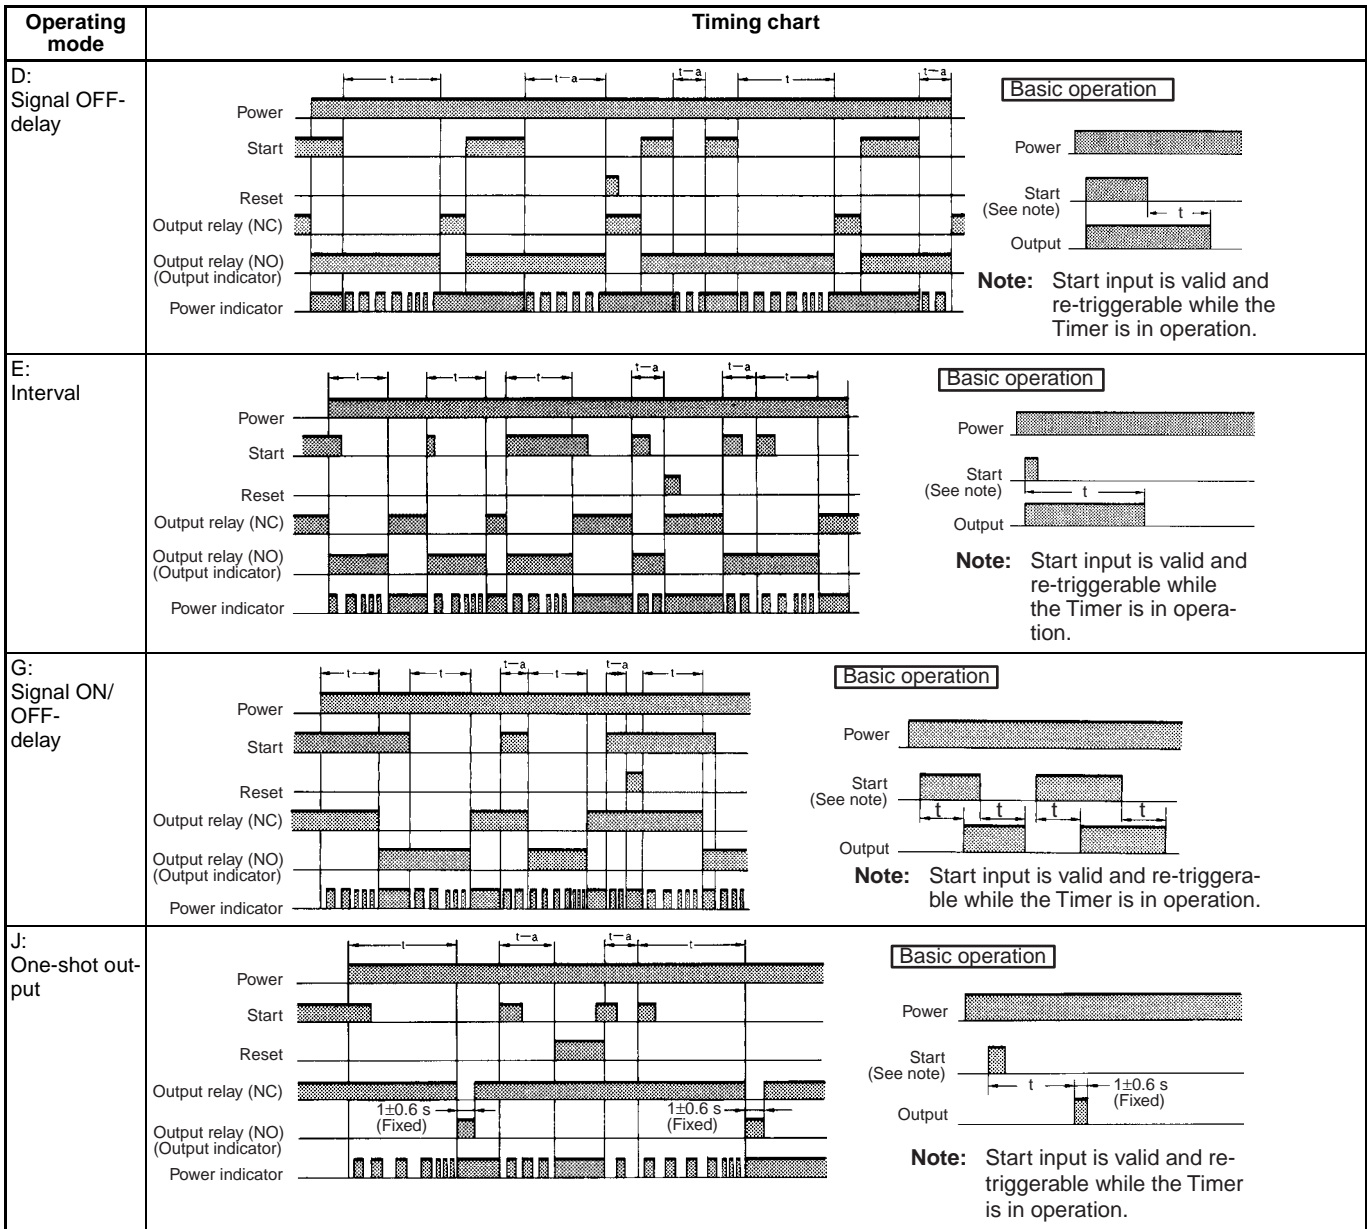 Operating mode
Timing chart
D:
Signal OFF-
delay
t
t—a
t—a
t
t—a
Power
Start
Reset
Output relay (NC)
Output relay (NO)
(Output indicator)
Power indicator
Basic operation
Power
Start
(See note)
t
Output
Note: Start input is valid and
re-triggerable while the
Timer is in operation.
E:
Interval
t
t
t
t—a
t—a
t
Power
Start
Reset
Output relay (NC)
Output relay (NO)
(Output indicator)
Power indicator
Basic operation
Power
Start
(See note)
t
Output
Note: Start input is valid and
re-triggerable while
the Timer is in opera-
tion.
G:
Signal ON/
OFF-
delay
t
t
t—a
t
t—a
t
Power
Start
Reset
Output relay (NC)
Output relay (NO)
(Output indicator)
Power indicator
Basic operation
Power
Start
(See note)
t
t
t
t
Output
Note: Start input is valid and re-triggera-
ble while the Timer is in operation.
J:
One-shot out-
put
t
t—a
t—a
t
Power
Start
Reset
Output relay (NC)
1±0.6 s
(Fixed)
1±0.6 s
(Fixed)
Output relay (NO)
(Output indicator)
Power indicator
Basic operation
Power
Start
(See note)
t
1±0.6 s
(Fixed)
Output
Note: Start input is valid and re-
triggerable while the Timer
is in operation.